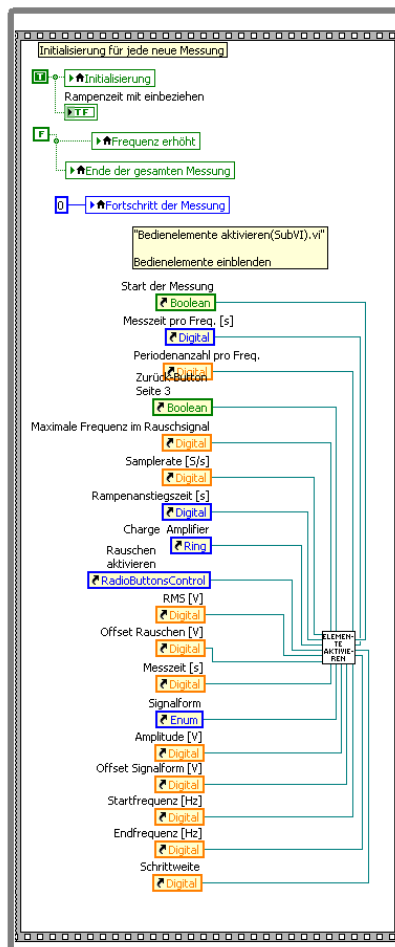 Initialisierung für jede neue Messung
T
Initialisierung
Rampenzeit mit einbeziehen
TF
F
Frequenz erhöht
Ende der gesamten Messung
0
Fortschritt der Messung
"Bedienelemente aktivieren(SubVI).vi"
Bedienelemente einblenden
Start der Messung
Boolean
Messzeit pro Freq. [s]
Digital
Periodenanzahl pro Freq.
Digital
Zurück-Button
Seite 3
Boolean
Maximale Frequenz im Rauschsignal
Digital
Samplerate [S/s]
Digital
Rampenanstiegszeit [s]
Digital
Charge Amplifier
Ring
Rauschen
aktivieren
RadioButtonsControl
RMS [V]
Digital
Offset Rauschen [V]
Digital
Messzeit [s]
Digital
Signalform
Enum
Amplitude [V]
Digital
Offset Signalform [V]
Digital
Startfrequenz [Hz]
Digital
Endfrequenz [Hz]
Digital
Schrittweite
Digital
ELEMEN-
TE
AKTIVIE-
REN